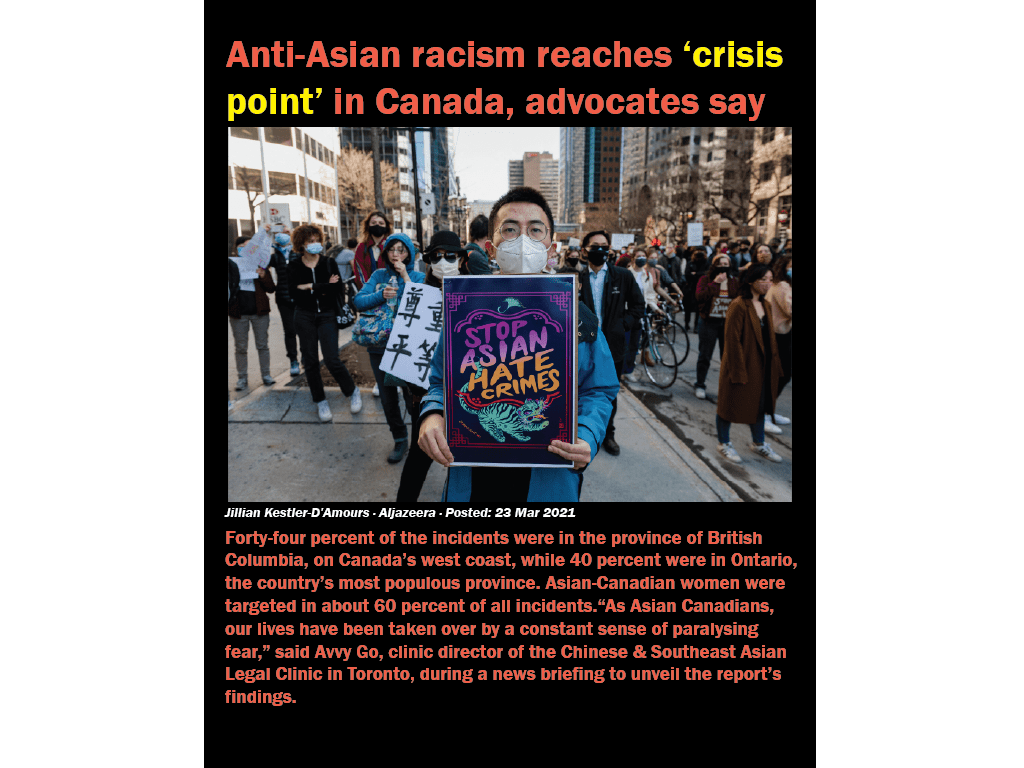 Anti-Asian racism reaches ‘crisis
point’ in Canada, advocates say
尊重
平等
STOP
ASIAN
HATE
CRIMES
Jillian Kestler-D’Amours - Aljazeera - Posted: 23 Mar 2021
Forty-four percent of the incidents were in the province of British
Columbia, on Canada’s west coast, while 40 percent were in Ontario,
the country’s most populous province. Asian-Canadian women were
targeted in about 60 percent of all incidents.“As Asian Canadians,
our lives have been taken over by a constant sense of paralysing
fear,” said Avvy Go, clinic director of the Chinese & Southeast Asian
Legal Clinic in Toronto, during a news briefing to unveil the report’s
findings.